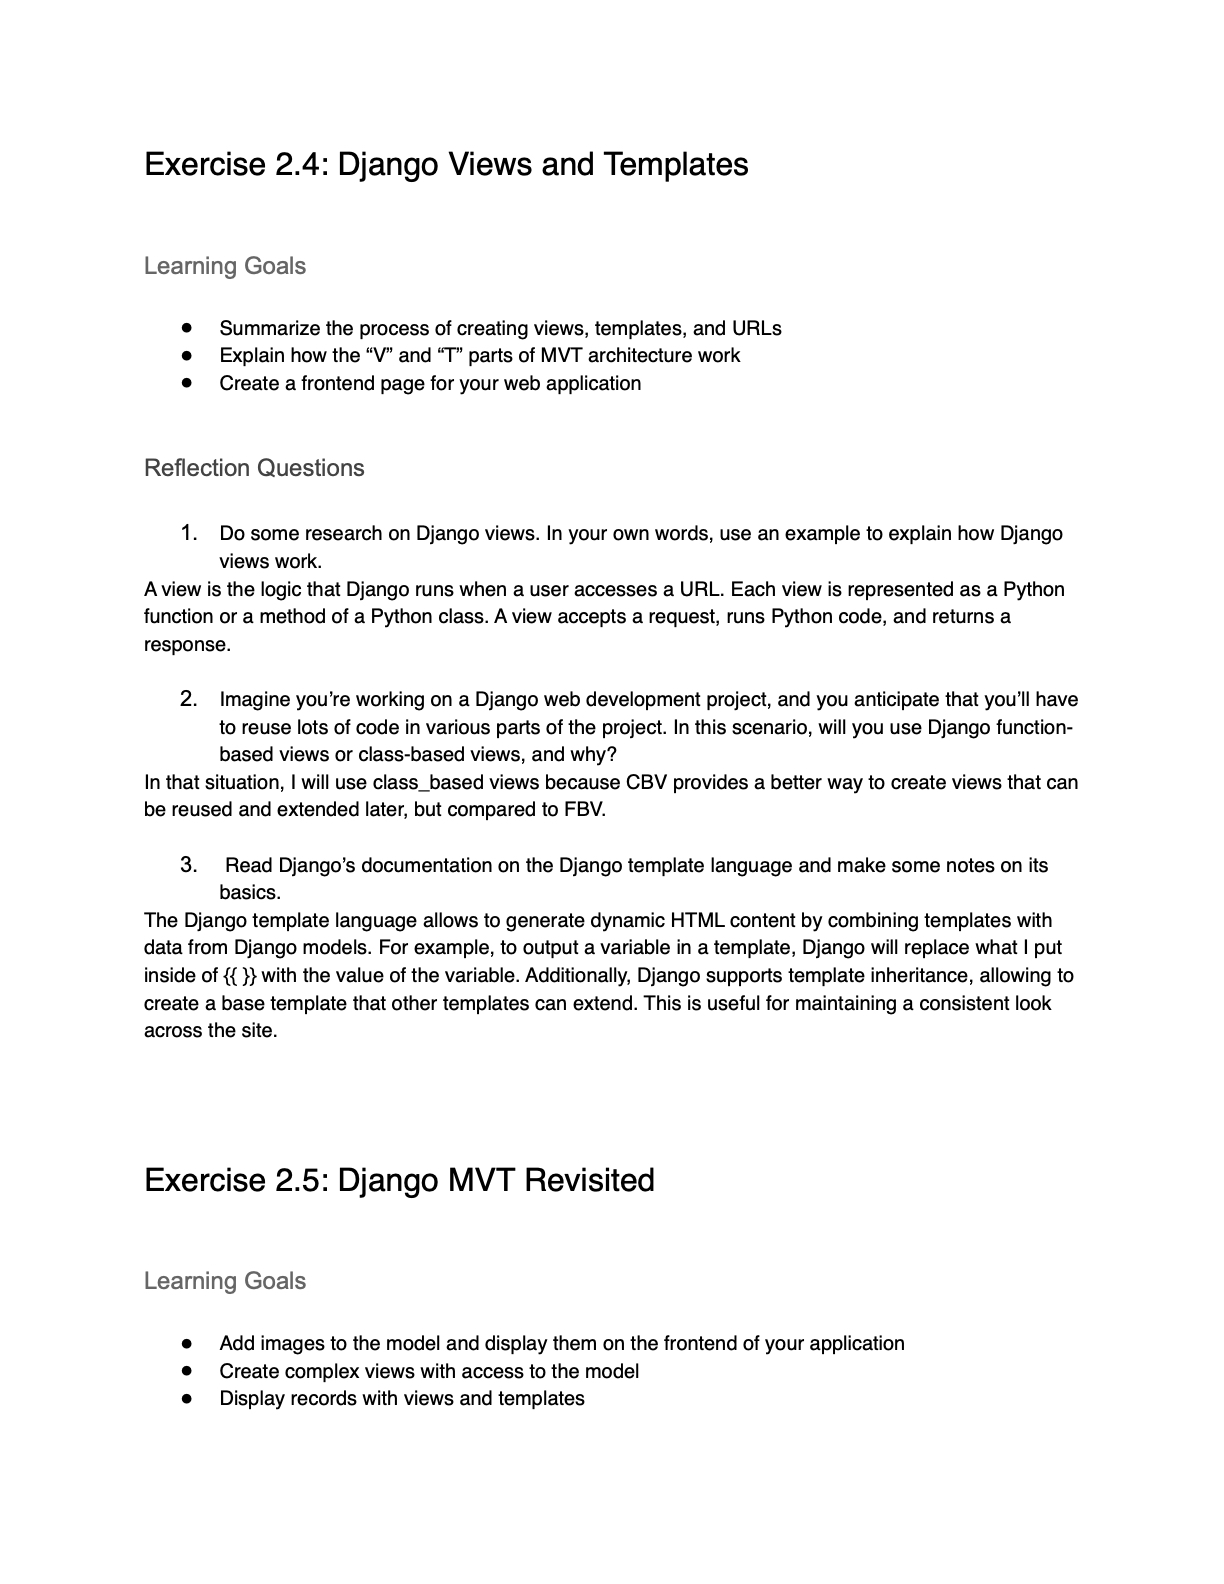 Exercise 2.4: Django Views and Templates
Learning Goals
● Summarize the process of creating views, templates, and URLs
● Explain how the “V” and “T” parts of MVT architecture work
● Create a frontend page for your web application
Reflection Questions
1. Do some research on Django views. In your own words, use an example to explain how Django
views work.
A view is the logic that Django runs when a user accesses a URL. Each view is represented as a Python
function or a method of a Python class. A view accepts a request, runs Python code, and returns a
response.
2. Imagine you’re working on a Django web development project, and you anticipate that you’ll have
to reuse lots of code in various parts of the project. In this scenario, will you use Django function-
based views or class-based views, and why?
In that situation, I will use class_based views because CBV provides a better way to create views that can
be reused and extended later, but compared to FBV.
3. Read Django’s documentation on the Django template language and make some notes on its
basics.
The Django template language allows to generate dynamic HTML content by combining templates with
data from Django models. For example, to output a variable in a template, Django will replace what I put
inside of {{ }} with the value of the variable. Additionally, Django supports template inheritance, allowing to
create a base template that other templates can extend. This is useful for maintaining a consistent look
across the site.
Exercise 2.5: Django MVT Revisited
Learning Goals
● Add images to the model and display them on the frontend of your application
● Create complex views with access to the model
● Display records with views and templates